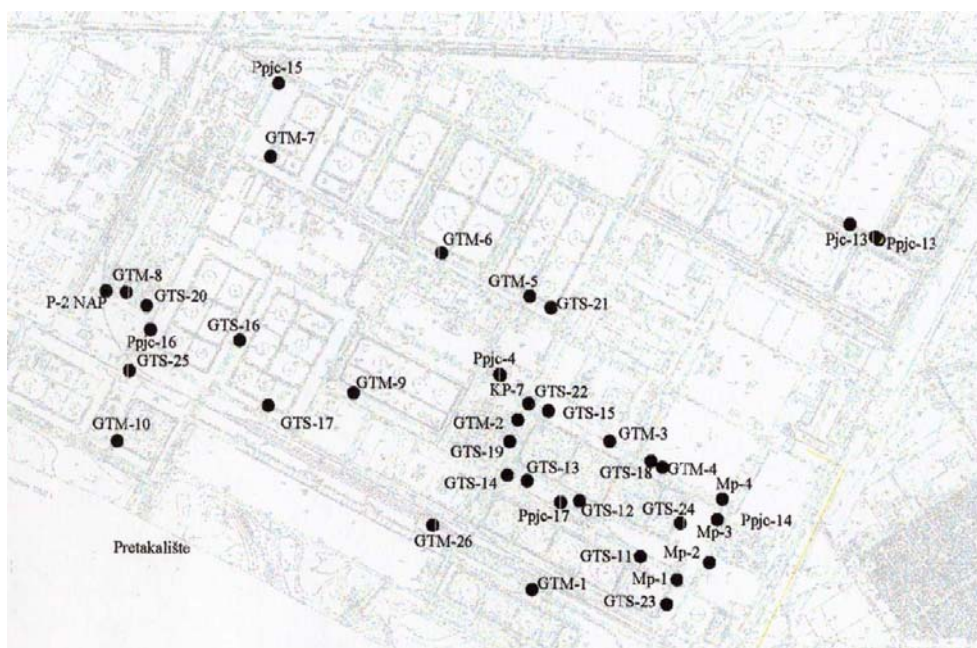 Ppjc-15
GTM-7
GTM-6
Pjc-13
Ppjc-13
GTM-8
P-2 NAP
GTS-20
GTM-5
GTS-21
Ppjc-16
GTS-16
GTS-25
Ppjc-4
GTM-9
KP-7
GTS-22
GTS-15
GTS-17
GTM-2
GTM-10
GTM-3
GTS-19
GTS-13
GTS-18
GTM-4
GTS-14
Mp-4
Ppjc-17
GTS-12
GTS-24
Ppjc-14
Mp-3
GTM-26
Pretakalište
GTS-11
Mp-2
Mp-1
GTM-1
GTS-23